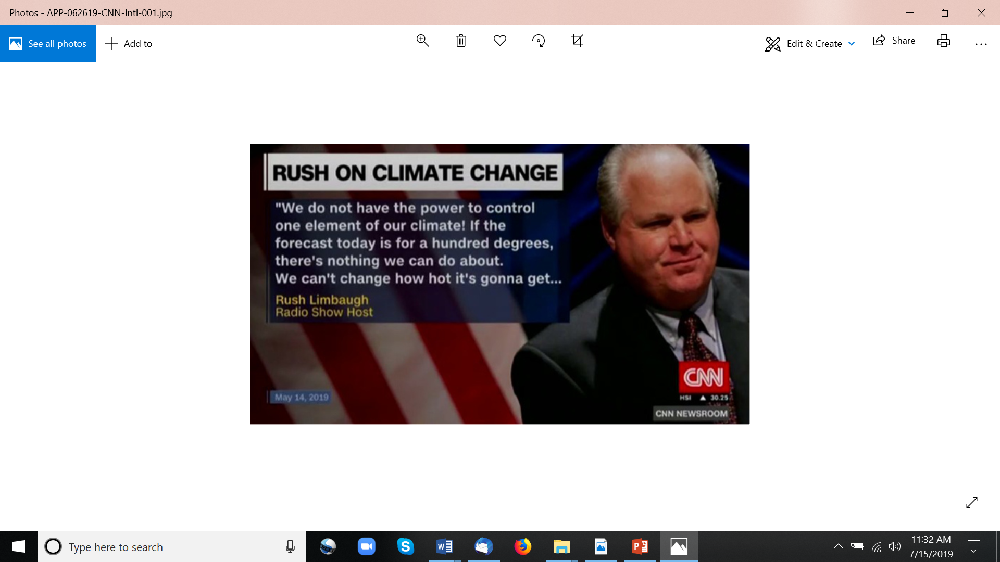 Photos - APP-062619-CNN-Intl-001.jpg
See all photos
Add to
Edit & Create
Share
RUSH ON CLIMATE CHANGE
"We do not have the power to control
one element of our climate! If the
forecast today is for a hundred degrees,
there's nothing we can do about.
We can't change how hot it's gonna get...
Rush Limbaugh
Radio Show Host
May 14, 2019
CNN
HSI ▲ 30.25
CNN NEWSROOM
Type here to search
11:32 AM
7/15/2019